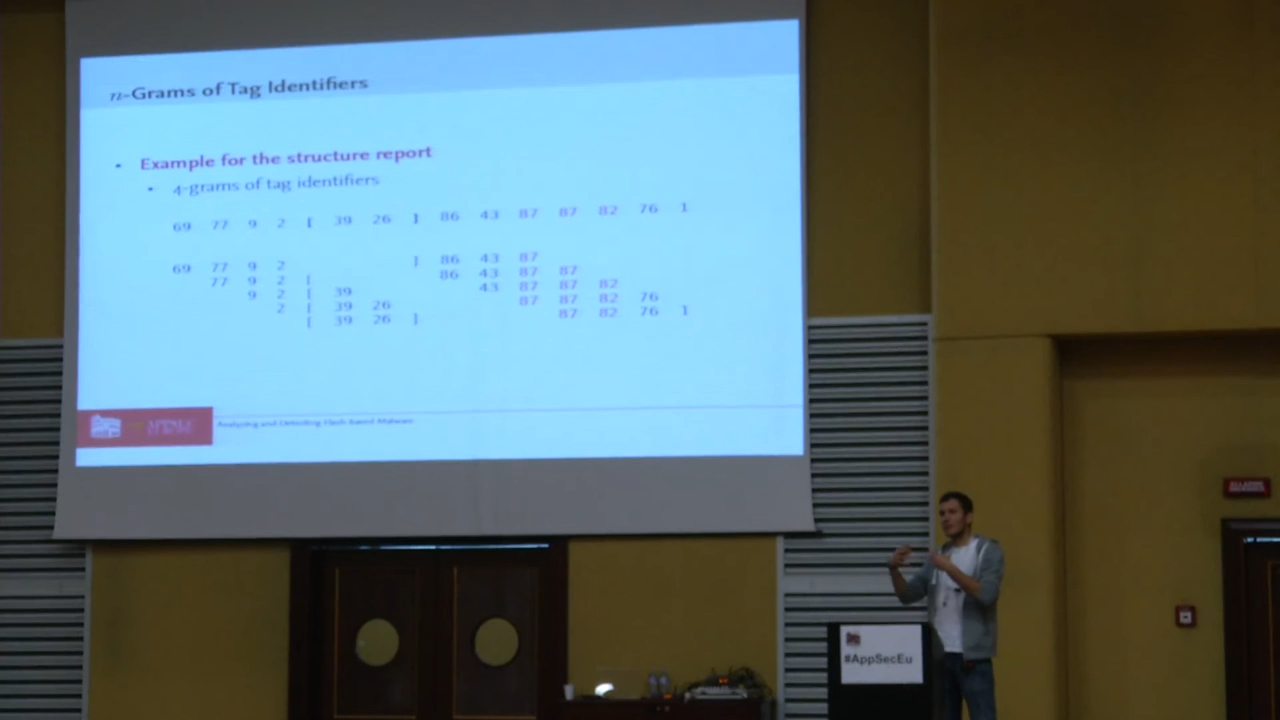 n-Grams of Tag Identifiers
• Example for the structure report
• 4-grams of tag identifiers
69 77 9 2 [ 39 26 ] 86 43 87 87 82 76 1
69 77 9 2 ] 86 43 87
77 9 2 [ 86 43 87 87
9 2 [ 39 43 87 87 82
2 [ 39 26 87 87 82 76
[ 39 26 ] 87 82 76 1
Analyzing and Detecting Flash-based Malware
#AppSecEu
ALLARME